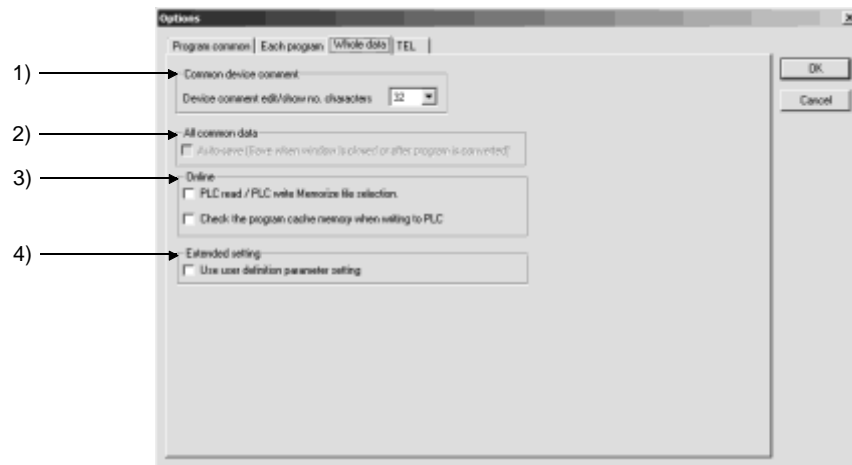 Options
Program common Each program Whole data TEL
OK
Cancel
1)
Common device comment
Device comment edit/show no. characters 32
2)
All common data
Auto-save (Save when window is closed or after program is converted)
3)
Online
PLC read / PLC write Memorize file selection.
Check the program cache memory when writing to PLC
4)
Extended setting
Use user definition parameter setting